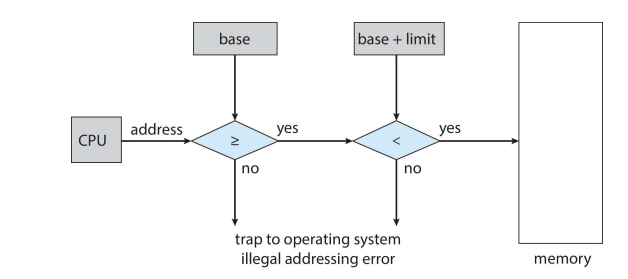 base
base + limit
CPU
address
≥
yes
<
yes
no
no
trap to operating system
illegal addressing error
memory